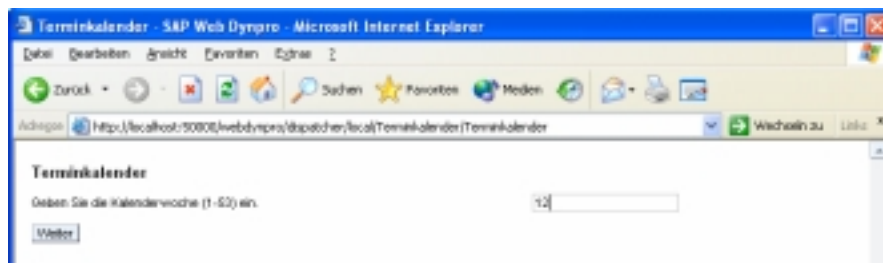 Terminkalender - SAP Web Dynpro - Microsoft Internet Explorer
Datei Bearbeiten Ansicht Favoriten Extras ?
Zurück Suchen Favoriten Medien
Adresse http://localhost:50000/webdynpro/dispatcher/local/Terminkalender/Terminkalender Wechseln zu Links
Terminkalender
Geben Sie die Kalenderwoche (1-53) ein. 12
Weiter